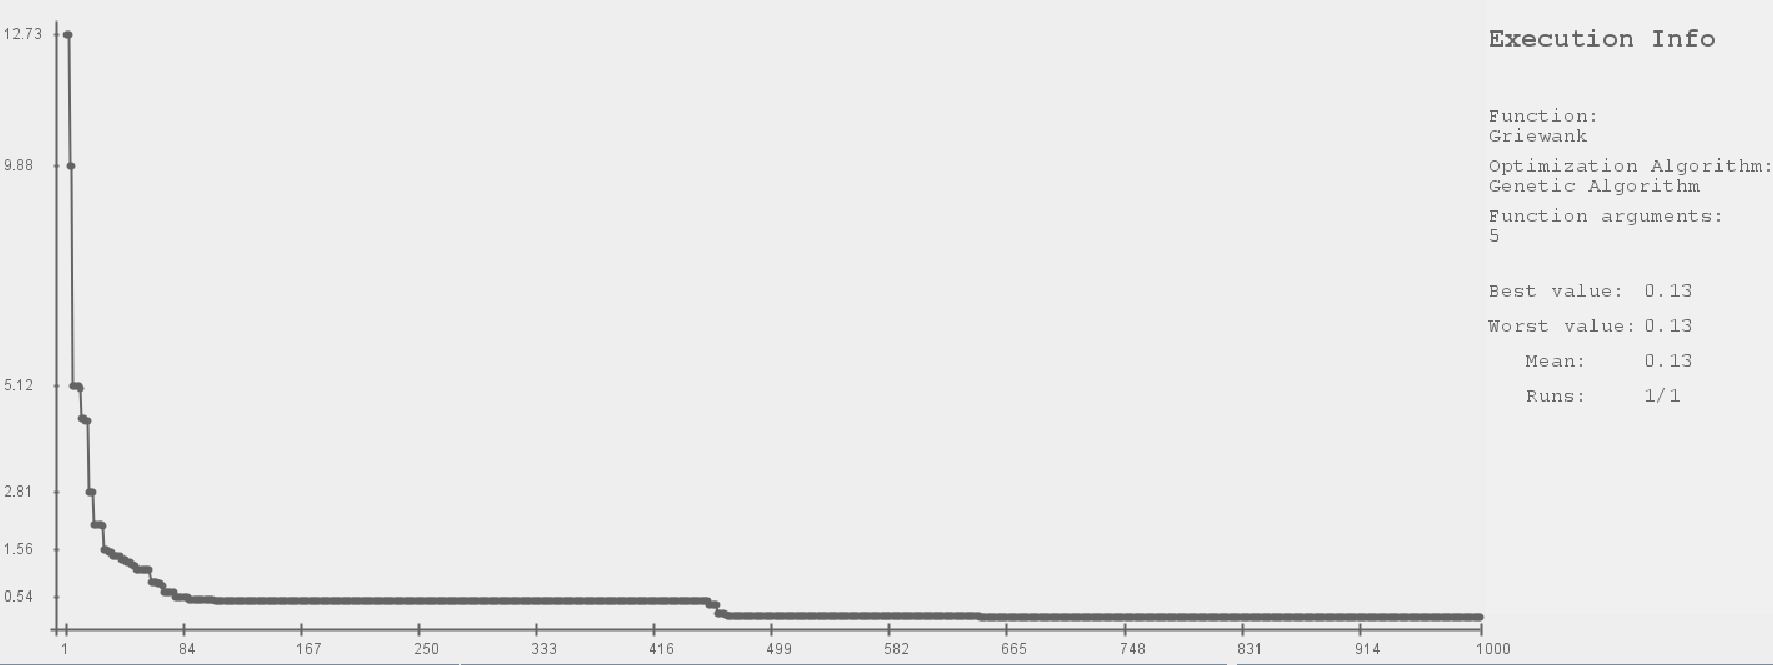 12.73
9.88
5.12
2.81
1.56
0.54
1 84 167 250 333 416 499 582 665 748 831 914 1000
Execution Info
Function:
Griewank
Optimization Algorithm:
Genetic Algorithm
Function arguments:
5
Best value: 0.13
Worst value: 0.13
Mean: 0.13
Runs: 1/1